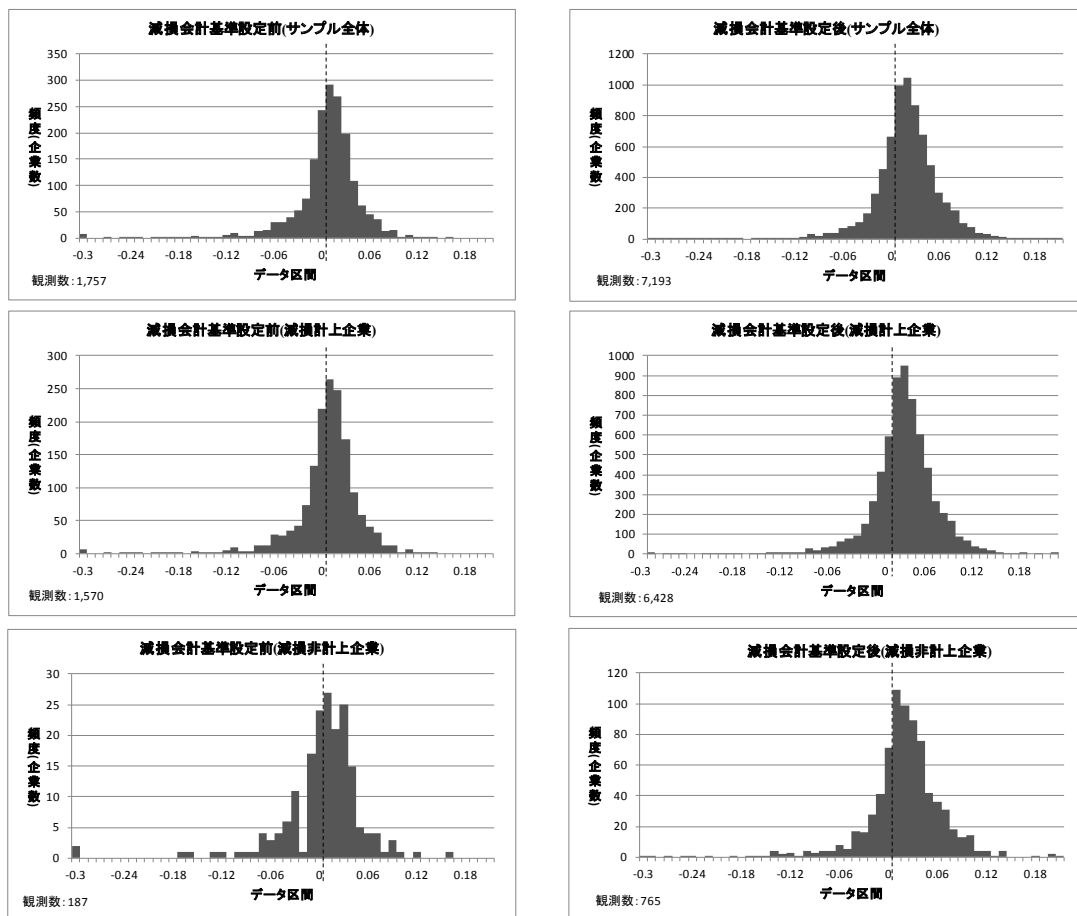 減損会計基準設定前(サンプル全体)
350
300
250
200
150
100
50
0
頻度(企業数)
-0.3 -0.24 -0.18 -0.12 -0.06 0 0.06 0.12 0.18
データ区間
観測数:1,757
減損会計基準設定後(サンプル全体)
1200
1000
800
600
400
200
0
頻度(企業数)
-0.3 -0.24 -0.18 -0.12 -0.06 0 0.06 0.12 0.18
データ区間
観測数:7,193
減損会計基準設定前(減損計上企業)
300
250
200
150
100
50
0
頻度(企業数)
-0.3 -0.24 -0.18 -0.12 -0.06 0 0.06 0.12 0.18
データ区間
観測数:1,570
減損会計基準設定後(減損計上企業)
1000
900
800
700
600
500
400
300
200
100
0
頻度(企業数)
-0.3 -0.24 -0.18 -0.12 -0.06 0 0.06 0.12 0.18
データ区間
観測数:6,428
減損会計基準設定前(減損非計上企業)
30
25
20
15
10
5
0
頻度(企業数)
-0.3 -0.24 -0.18 -0.12 -0.06 0 0.06 0.12 0.18
データ区間
観測数:187
減損会計基準設定後(減損非計上企業)
120
100
80
60
40
20
0
頻度(企業数)
-0.3 -0.24 -0.18 -0.12 -0.06 0 0.06 0.12 0.18
データ区間
観測数:765